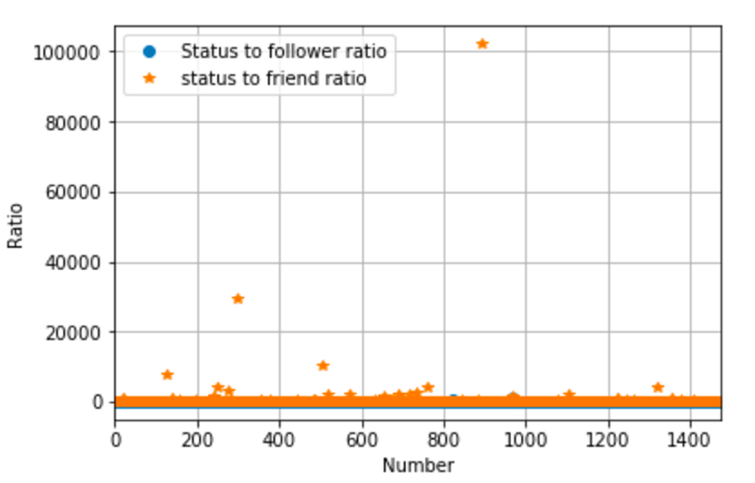 Status to follower ratio
status to friend ratio
100000
80000
60000
40000
20000
0
Ratio
0 200 400 600 800 1000 1200 1400
Number